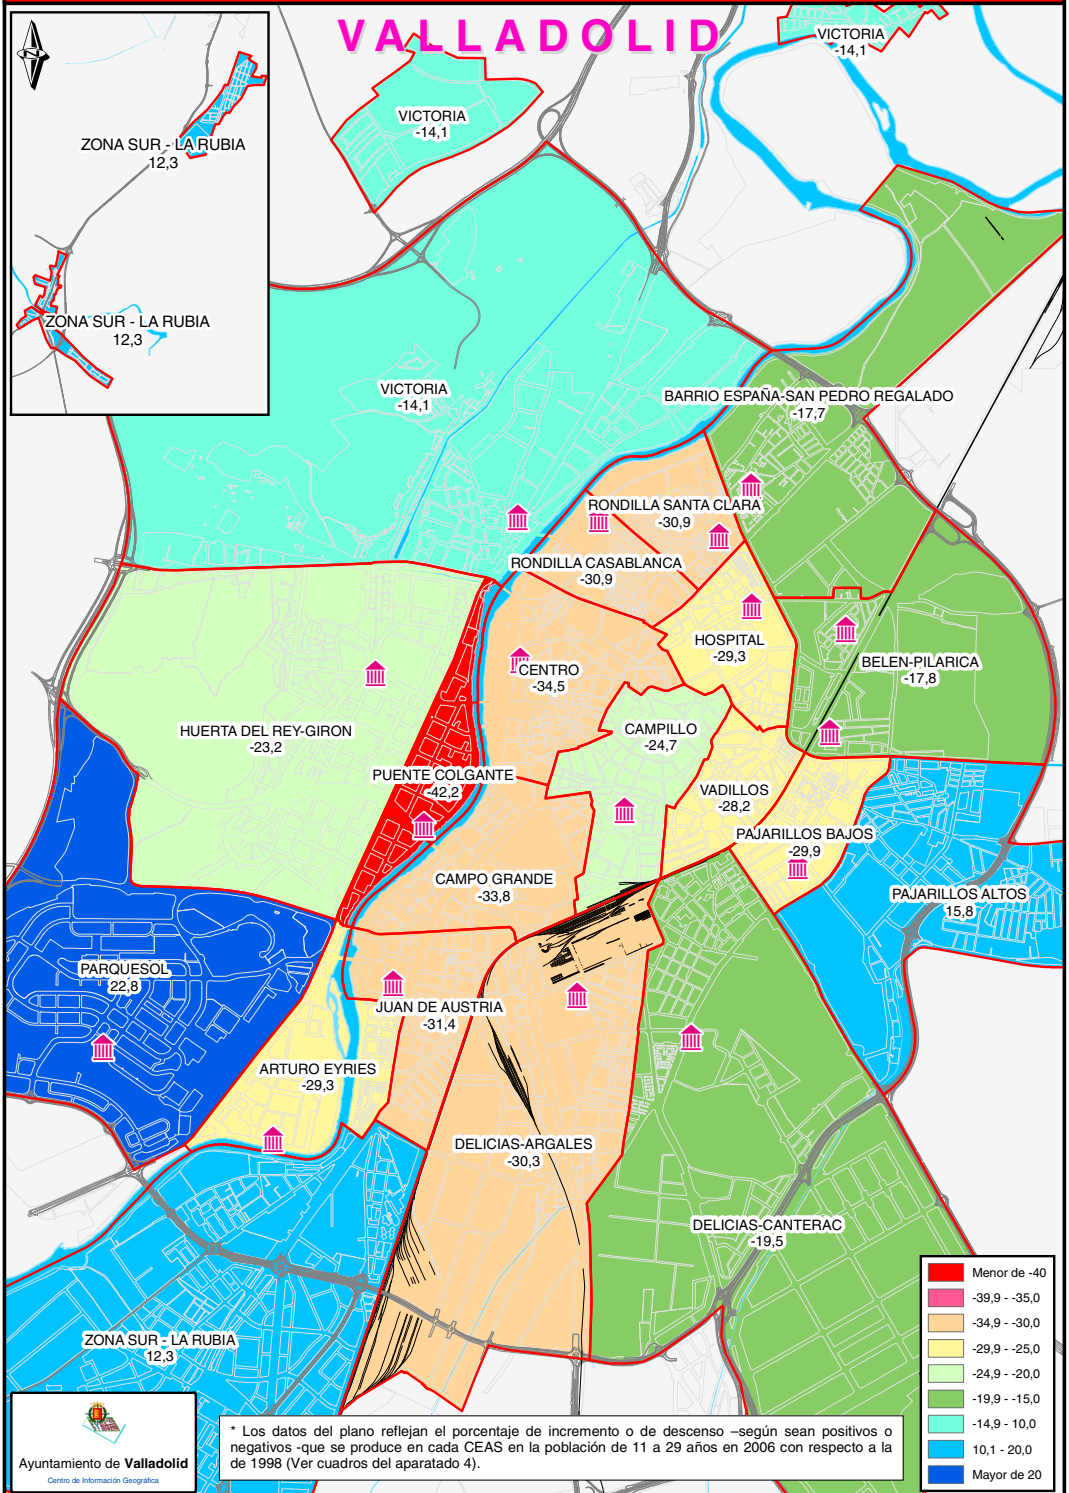 VALLADOLID
VICTORIA
-14,1
VICTORIA
-14,1
N
ZONA SUR - LA RUBIA
12,3
ZONA SUR - LA RUBIA
12,3
VICTORIA
-14,1
BARRIO ESPAÑA-SAN PEDRO REGALADO
-17,7
RONDILLA SANTA CLARA
-30,9
RONDILLA CASABLANCA
-30,9
HOSPITAL
-29,3
BELEN-PILARICA
-17,8
CENTRO
-34,5
HUERTA DEL REY-GIRON
-23,2
CAMPILLO
-24,7
PUENTE COLGANTE
-42,2
VADILLOS
-28,2
PAJARILLOS BAJOS
-29,9
CAMPO GRANDE
-33,8
PAJARILLOS ALTOS
15,8
PARQUESOL
22,8
JUAN DE AUSTRIA
-31,4
ARTURO EYRIES
-29,3
DELICIAS-ARGALES
-30,3
DELICIAS-CANTERAC
-19,5
ZONA SUR - LA RUBIA
12,3
Menor de -40
-39,9 - -35,0
-34,9 - -30,0
-29,9 - -25,0
-24,9 - -20,0
-19,9 - -15,0
-14,9 - 10,0
10,1 - 20,0
Mayor de 20
Ayuntamiento de Valladolid
Centro de Información Geográfica
* Los datos del plano reflejan el porcentaje de incremento o de descenso –según sean positivos o
negativos -que se produce en cada CEAS en la población de 11 a 29 años en 2006 con respecto a la
de 1998 (Ver cuadros del aparatado 4).